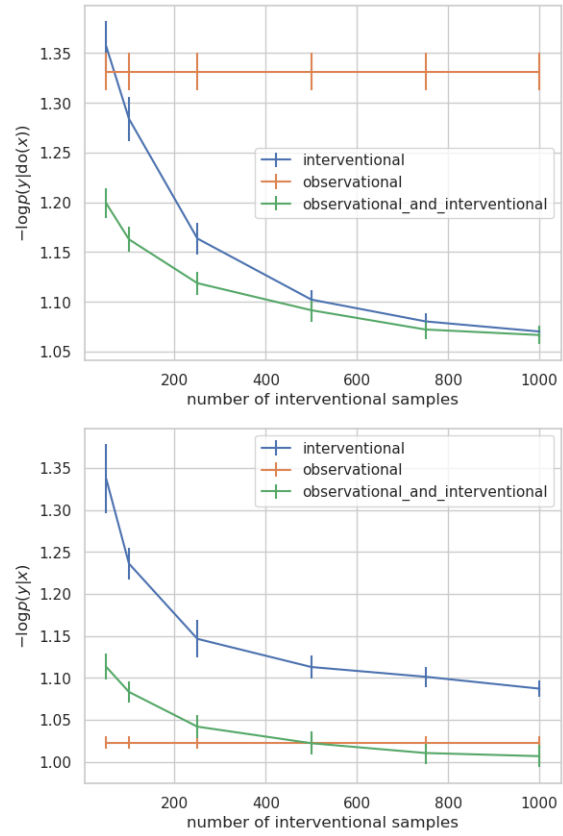 1.35
1.30
1.25
1.20
1.15
1.10
1.05
−logp(y|do(x))
interventional
observational
observational_and_interventional
200 400 600 800 1000
number of interventional samples
1.35
1.30
1.25
1.20
1.15
1.10
1.05
1.00
−logp(y|x)
interventional
observational
observational_and_interventional
200 400 600 800 1000
number of interventional samples